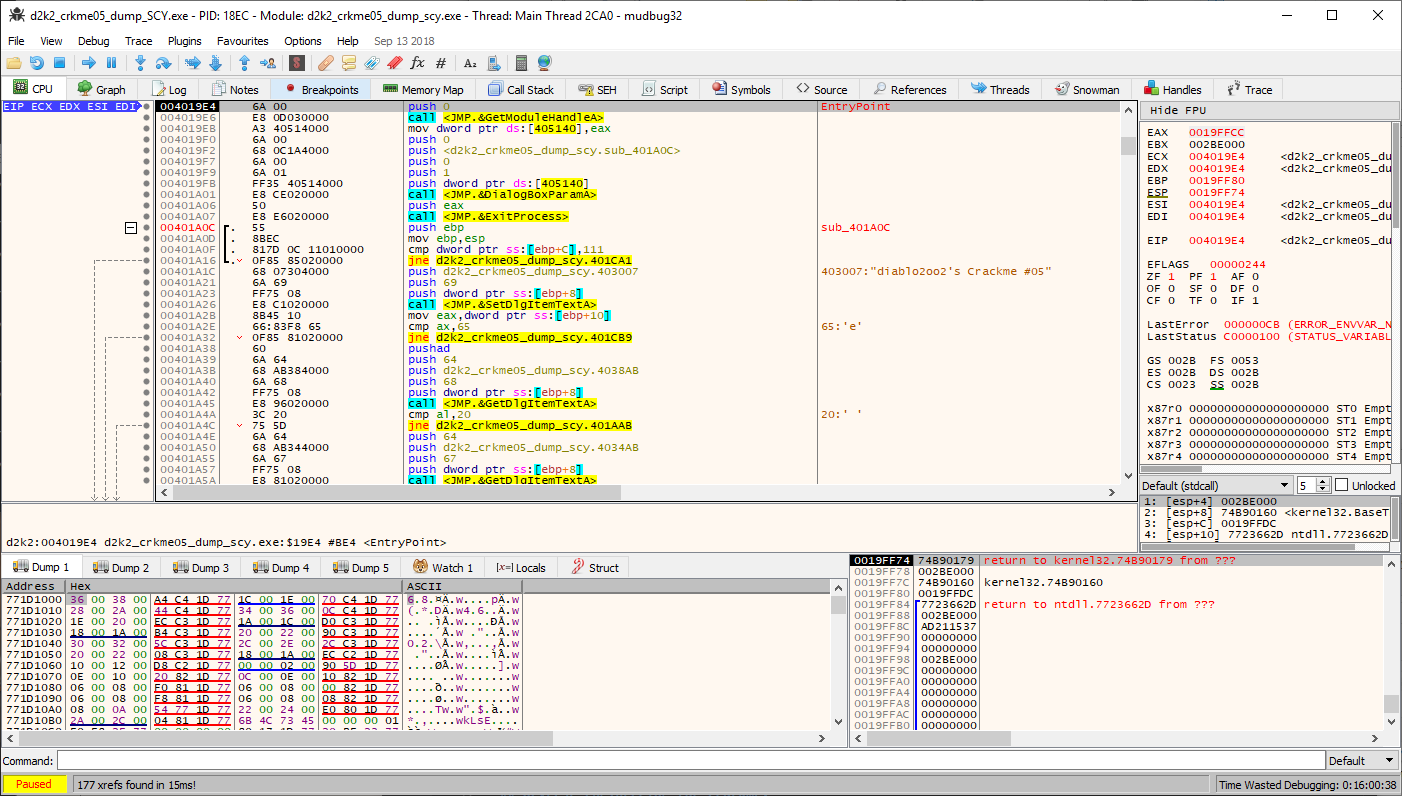 d2k2_crkme05_dump_SCY.exe - PID: 18EC - Module: d2k2_crkme05_dump_scy.exe - Thread: Main Thread 2CA0 - mudbug32
File View Debug Trace Plugins Favourites Options Help Sep 13 2018
CPU Graph Log Notes Breakpoints Memory Map Call Stack SEH Script Symbols Source References Threads Snowman Handles Trace
EIP ECX EDX ESI EDI
004019E4 6A 00 push 0 EntryPoint
004019E6 E8 0D030000 call <JMP.&GetModuleHandleA>
004019EB A3 40514000 mov dword ptr ds:[405140],eax
004019F0 6A 00 push 0
004019F2 68 0C1A4000 push <d2k2_crkme05_dump_scy.sub_401A0C>
004019F7 6A 00 push 0
004019F9 6A 01 push 1
004019FB FF35 40514000 push dword ptr ds:[405140]
00401A01 E8 CE020000 call <JMP.&DialogBoxParamA>
00401A06 50 push eax
00401A07 E8 E6020000 call <JMP.&ExitProcess>
00401A0C 55 push ebp sub_401A0C
00401A0D 8BEC mov ebp,esp
00401A0F 817D 0C 11010000 cmp dword ptr ss:[ebp+C],111
00401A16 0F85 85020000 jne d2k2_crkme05_dump_scy.401CA1
00401A1C 68 07304000 push d2k2_crkme05_dump_scy.403007 403007:"diablo2oo2's Crackme #05"
00401A21 6A 69 push 69
00401A23 FF75 08 push dword ptr ss:[ebp+8]
00401A26 E8 C1020000 call <JMP.&SetDlgItemTextA>
00401A2B 8B45 10 mov eax,dword ptr ss:[ebp+10]
00401A2E 66:83F8 65 cmp ax,65 65:'e'
00401A32 0F85 81020000 jne d2k2_crkme05_dump_scy.401CB9
00401A38 60 pushad
00401A39 6A 64 push 64
00401A3B 68 AB384000 push d2k2_crkme05_dump_scy.4038AB
00401A40 6A 68 push 68
00401A42 FF75 08 push dword ptr ss:[ebp+8]
00401A45 E8 96020000 call <JMP.&GetDlgItemTextA>
00401A4A 3C 20 cmp al,20 20:' '
00401A4C 75 5D jne d2k2_crkme05_dump_scy.401AAB
00401A4E 6A 64 push 64
00401A50 68 AB344000 push d2k2_crkme05_dump_scy.4034AB
00401A55 6A 67 push 67
00401A57 FF75 08 push dword ptr ss:[ebp+8]
00401A5A E8 81020000 call <JMP.&GetDlgItemTextA>
Hide FPU
EAX 0019FFCC
EBX 002BE000
ECX 004019E4 <d2k2_crkme05_du
EDX 004019E4 <d2k2_crkme05_du
EBP 0019FF80
ESP 0019FF74
ESI 004019E4 <d2k2_crkme05_du
EDI 004019E4 <d2k2_crkme05_du
EIP 004019E4 <d2k2_crkme05_du
EFLAGS 00000244
ZF 1 PF 1 AF 0
OF 0 SF 0 DF 0
CF 0 TF 0 IF 1
LastError 000000CB (ERROR_ENVVAR_N
LastStatus C0000100 (STATUS_VARIABL
GS 002B FS 0053
ES 002B DS 002B
CS 0023 SS 002B
x87r0 00000000000000000000 ST0 Empt
x87r1 00000000000000000000 ST1 Empt
x87r2 00000000000000000000 ST2 Empt
x87r3 00000000000000000000 ST3 Empt
x87r4 00000000000000000000 ST4 Empt
Default (stdcall) 5 Unlocked
1: [esp+4] 002BE000
2: [esp+8] 74B90160 <kernel32.BaseT
3: [esp+C] 0019FFDC
4: [esp+10] 7723662D ntdll.7723662D
d2k2:004019E4 d2k2_crkme05_dump_scy.exe:$19E4 #BE4 <EntryPoint>
Dump 1 Dump 2 Dump 3 Dump 4 Dump 5 Watch 1 [x=] Locals Struct
Address Hex ASCII
771D1000 36 00 38 00 A4 C4 1D 77 1C 00 1E 00 70 C4 1D 77 6.8.¤Ä.w....pÄ.w
771D1010 28 00 2A 00 44 C4 1D 77 34 00 36 00 0C C4 1D 77 (.*.DÄ.w4.6..Ä.w
771D1020 1E 00 20 00 EC C3 1D 77 1A 00 1C 00 D0 C3 1D 77 .. .ìÃ.w....ÐÃ.w
771D1030 18 00 1A 00 B4 C3 1D 77 20 00 22 00 90 C3 1D 77 ....´Ã.w ."..Ã.w
771D1040 30 00 32 00 5C C3 1D 77 2C 00 2E 00 2C C3 1D 77 0.2.\Ã.w,...,Ã.w
771D1050 20 00 22 00 08 C3 1D 77 18 00 1A 00 EC C2 1D 77 ."..Ã.w....ìÂ.w
771D1060 10 00 12 00 D8 C2 1D 77 00 00 02 00 90 5D 1D 77 ....ØÂ.w.....].w
771D1070 0E 00 10 00 20 82 1D 77 0C 00 0E 00 10 82 1D 77 .... ..w.......w
771D1080 06 00 08 00 F0 81 1D 77 06 00 08 00 00 82 1D 77 ....ð..w.......w
771D1090 06 00 08 00 F8 81 1D 77 06 00 08 00 08 82 1D 77 ....ø..w.......w
771D10A0 08 00 0A 00 54 77 1D 77 22 00 24 00 E0 80 1D 77 ....Tw.w".$.à..w
771D10B0 2A 00 2C 00 04 81 1D 77 6B 4C 73 45 00 00 00 01 *.,....wkLsE....
0019FF74 74B90179 return to kernel32.74B90179 from ???
0019FF78 002BE000
0019FF7C 74B90160 kernel32.74B90160
0019FF80 0019FFDC
0019FF84 7723662D return to ntdll.7723662D from ???
0019FF88 002BE000
0019FF8C AD211537
0019FF90 00000000
0019FF94 00000000
0019FF98 002BE000
0019FF9C 00000000
0019FFA0 00000000
0019FFA4 00000000
0019FFA8 00000000
0019FFAC 00000000
0019FFB0 00000000
Command: Default
Paused 177 xrefs found in 15ms! Time Wasted Debugging: 0:16:00:38